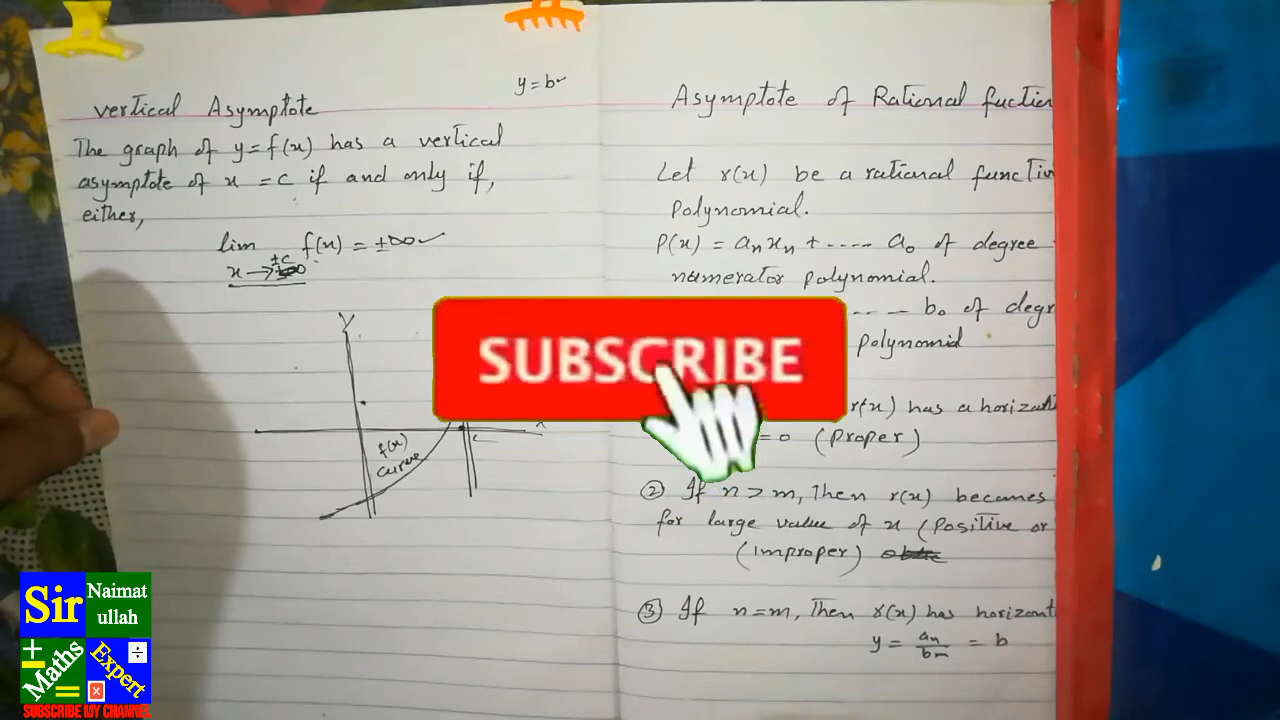 y = b
vertical Asymptote
The graph of y = f(x) has a vertical
asymptote of x = c if and only if,
either,
lim f(x) = ±∞
x → ±c
Y
f(x)
curve
c
Asymptote of Rational fuction
Let r(x) be a rational function
Polynomial.
P(x) = anxn + ---- a0 of degree
numerator polynomial.
---- b0 of degr
polynomial
r(x) has a horizont
= 0 (Proper)
② If n > m, Then r(x) becomes
for large value of x (Positive or
(Improper)
③ If n = m, Then r(x) has horizont
y = an/bm = b
SUBSCRIBE
Sir Naimat
ullah
Maths Expert
SUBSCRIBE MY CHANNEL